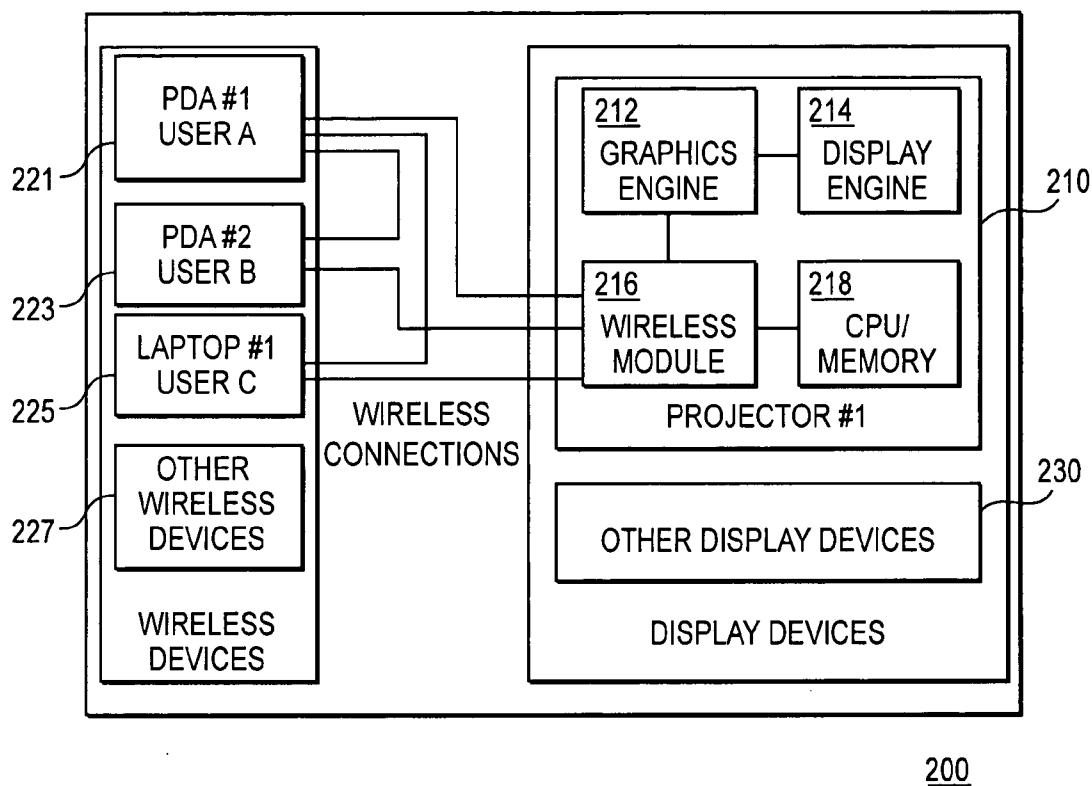 PDA #1
USER A
221
PDA #2
USER B
223
LAPTOP #1
USER C
225
OTHER
WIRELESS
DEVICES
227
WIRELESS
DEVICES
WIRELESS
CONNECTIONS
212
GRAPHICS
ENGINE
214
DISPLAY
ENGINE
210
216
WIRELESS
MODULE
218
CPU/
MEMORY
PROJECTOR #1
230
OTHER DISPLAY DEVICES
DISPLAY DEVICES
200